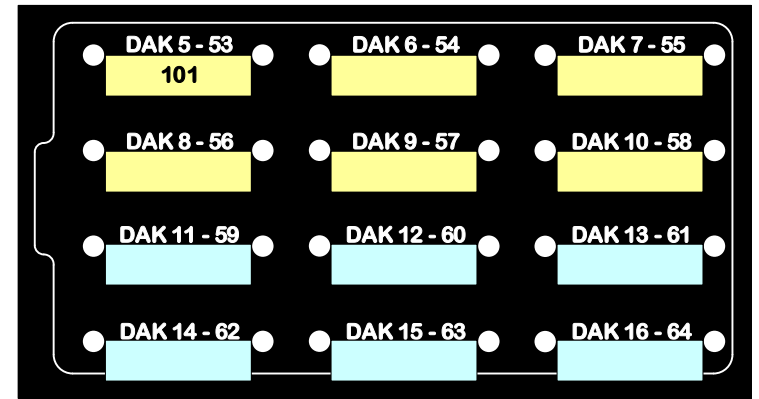 DAK 5 - 53 DAK 6 - 54 DAK 7 - 55
101
DAK 8 - 56 DAK 9 - 57 DAK 10 - 58
DAK 11 - 59 DAK 12 - 60 DAK 13 - 61
DAK 14 - 62 DAK 15 - 63 DAK 16 - 64